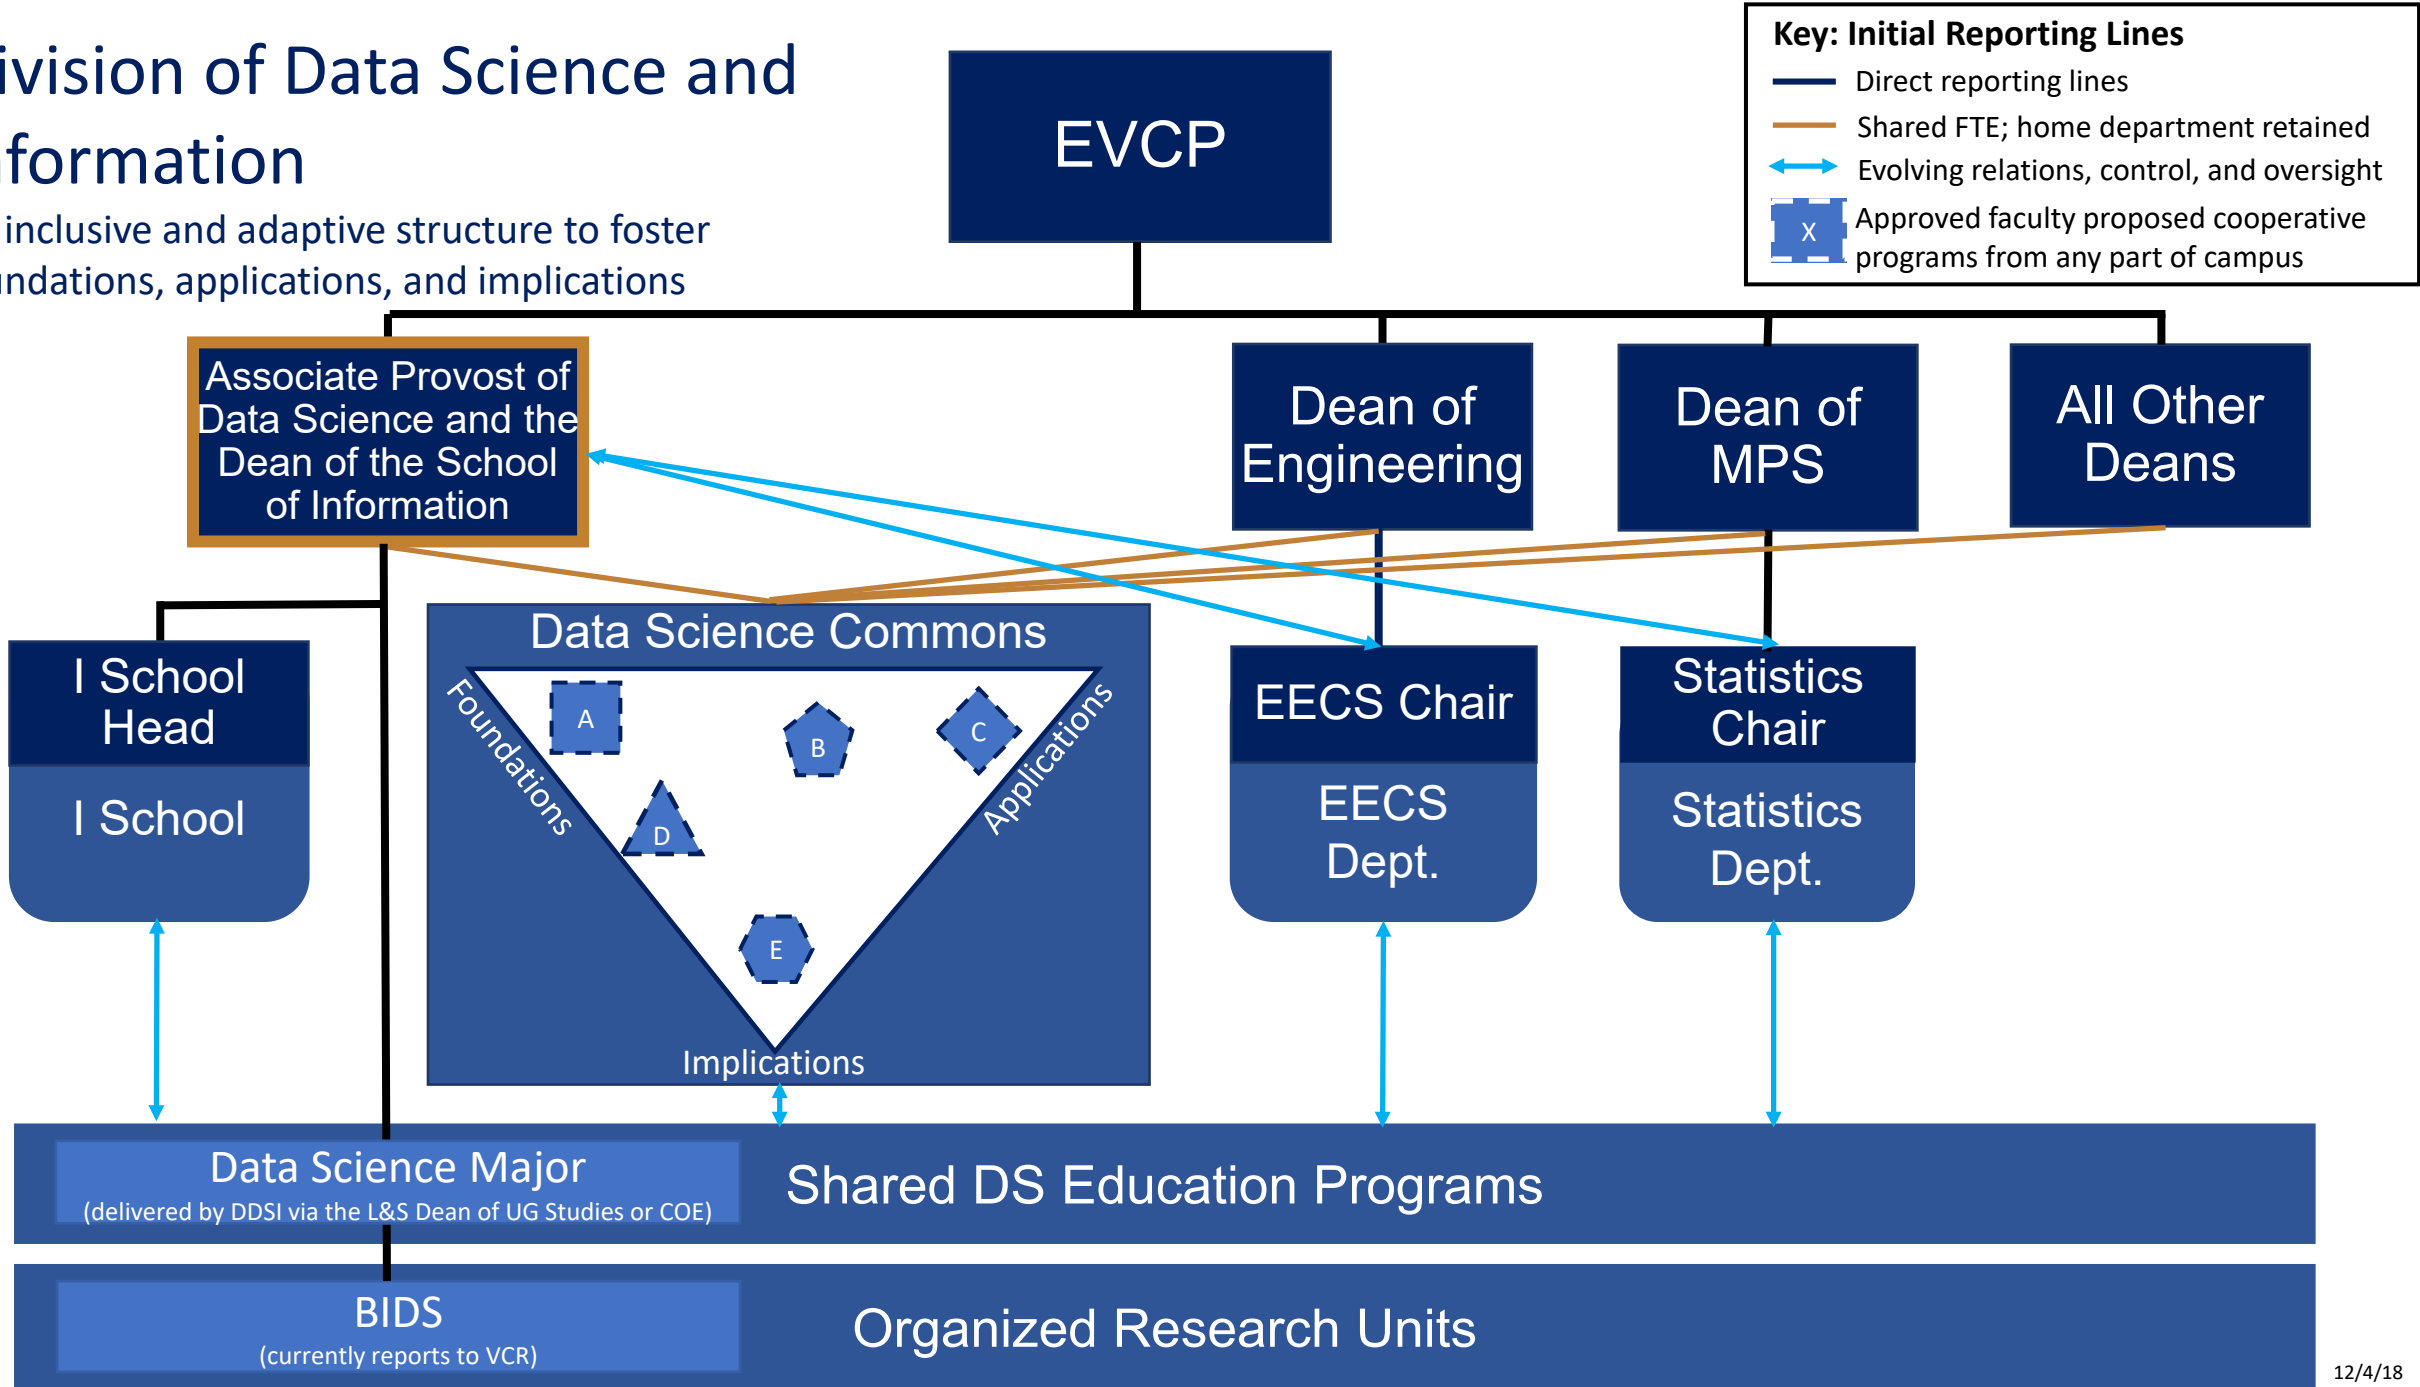 ivision of Data Science and
formation
inclusive and adaptive structure to foster
undations, applications, and implications
EVCP
Key: Initial Reporting Lines
Direct reporting lines
Shared FTE; home department retained
Evolving relations, control, and oversight
X
Approved faculty proposed cooperative
programs from any part of campus
Associate Provost of
Data Science and the
Dean of the School
of Information
Dean of
Engineering
Dean of
MPS
All Other
Deans
I School
Head
I School
Data Science Commons
Foundations
Applications
Implications
A
B
C
D
E
EECS Chair
EECS
Dept.
Statistics
Chair
Statistics
Dept.
Data Science Major
(delivered by DDSI via the L&S Dean of UG Studies or COE)
Shared DS Education Programs
BIDS
(currently reports to VCR)
Organized Research Units
12/4/18